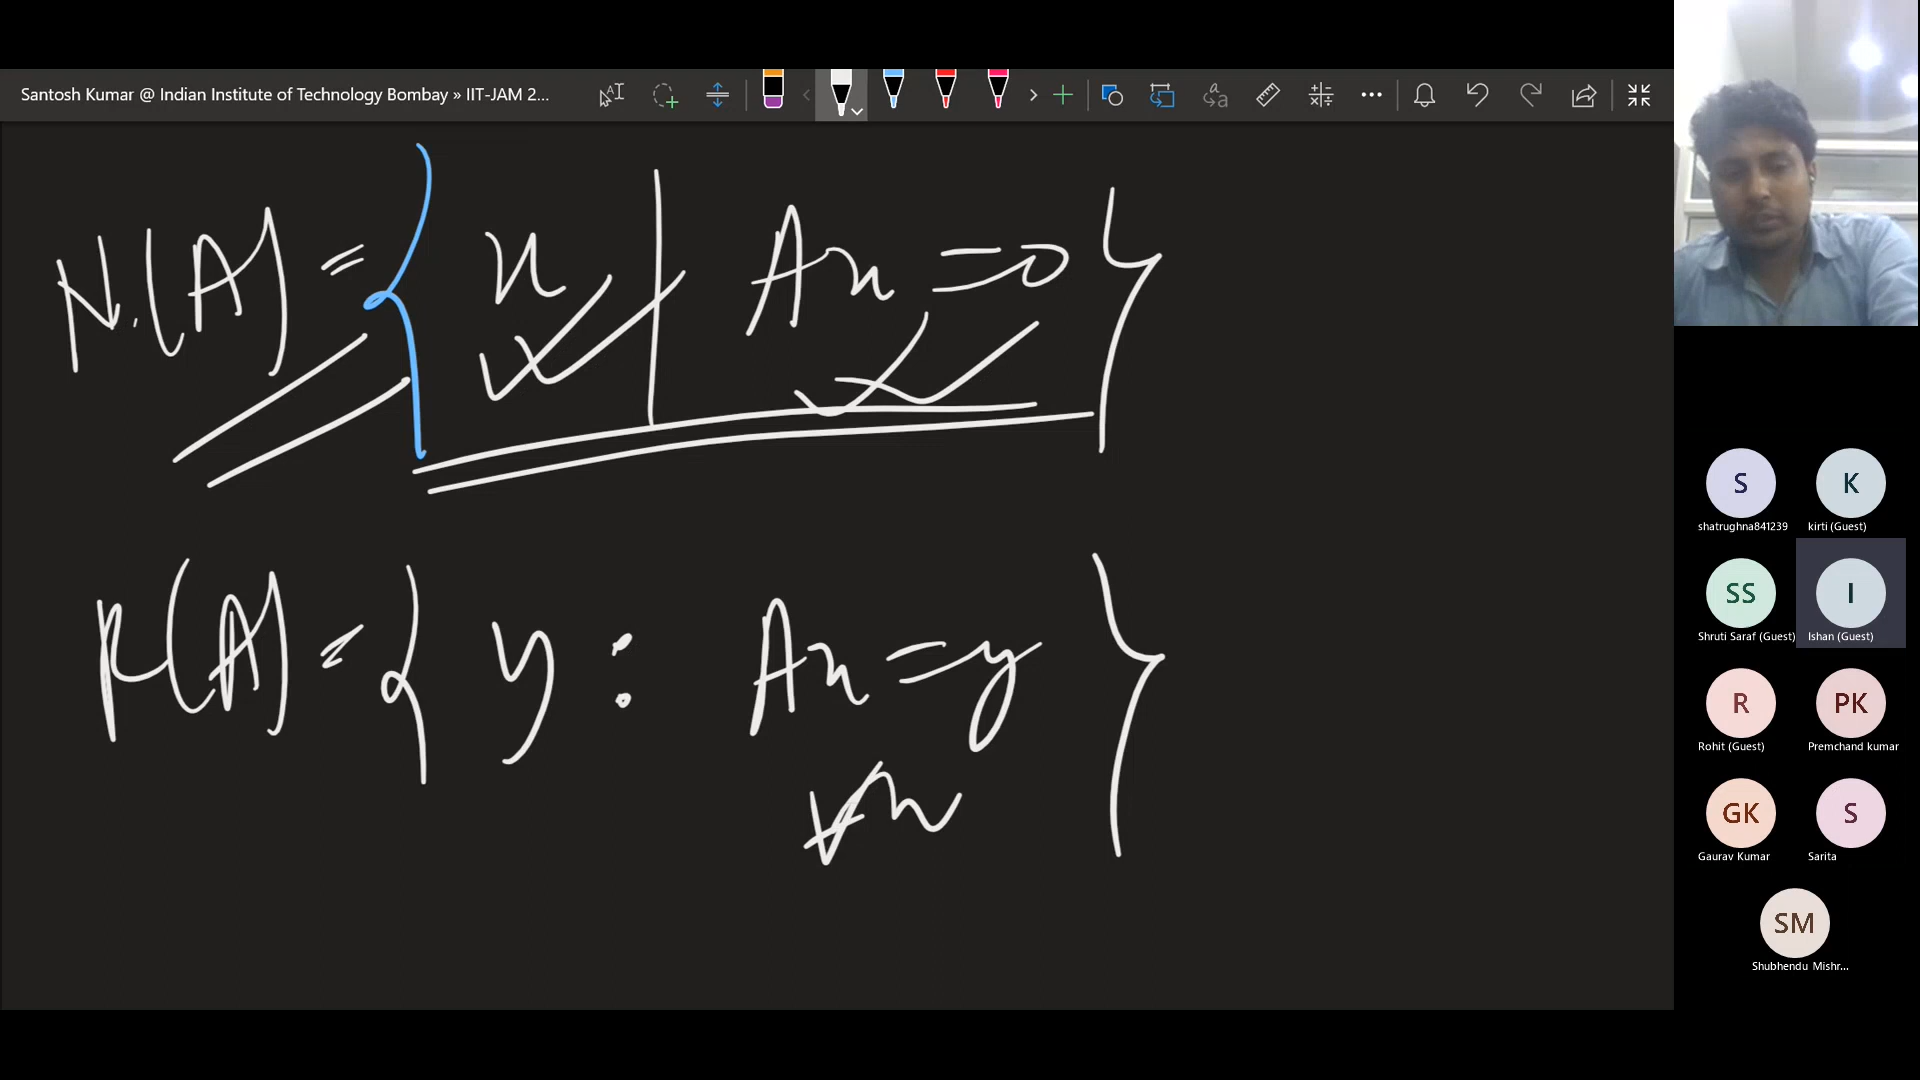 Santosh Kumar @ Indian Institute of Technology Bombay » IIT-JAM 2...
N.(A) = { x | Ax = 0 }
R(A) = { y : Ax = y
∀x }
S K
shatrughna841239 kirti (Guest)
SS I
Shruti Saraf (Guest) Ishan (Guest)
R PK
Rohit (Guest) Premchand kumar
GK S
Gaurav Kumar Sarita
SM
Shubhendu Mishr...